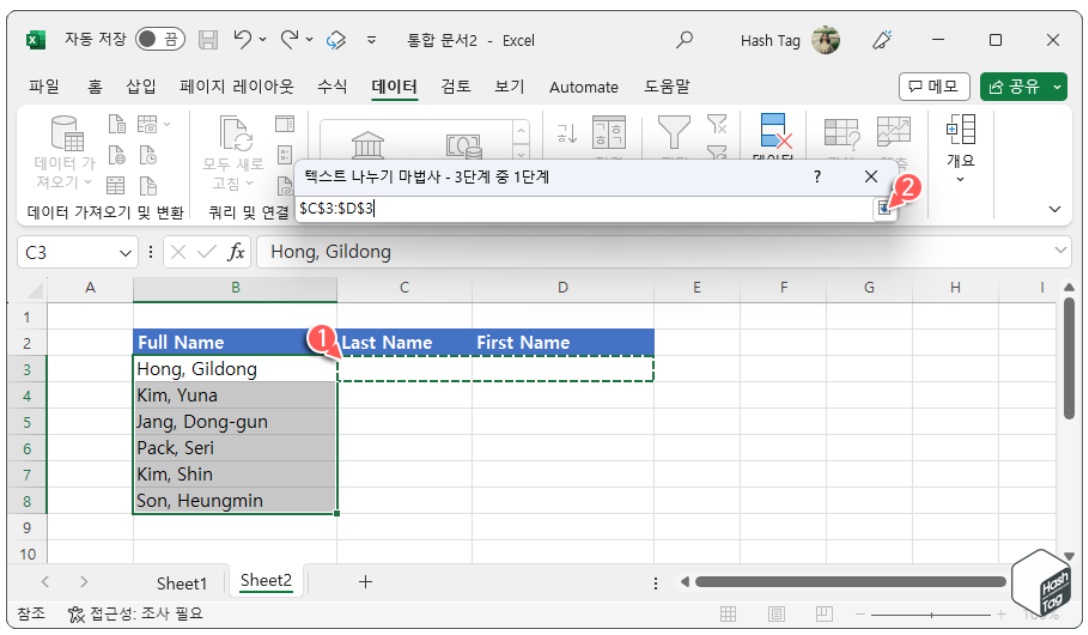 자동 저장 끔 통합 문서2 - Excel Hash Tag
파일 홈 삽입 페이지 레이아웃 수식 데이터 검토 보기 Automate 도움말 메모 공유
데이터 가져오기 모두 새로 고침 개요
데이터 가져오기 및 변환 쿼리 및 연결
텍스트 나누기 마법사 - 3단계 중 1단계 ?
$C$3:$D$3
2
C3 fx Hong, Gildong
A B C D E F G H I
1
2 Full Name Last Name First Name
1
3 Hong, Gildong
4 Kim, Yuna
5 Jang, Dong-gun
6 Pack, Seri
7 Kim, Shin
8 Son, Heungmin
9
10
Sheet1 Sheet2 +
참조 접근성: 조사 필요
Hash
Tag